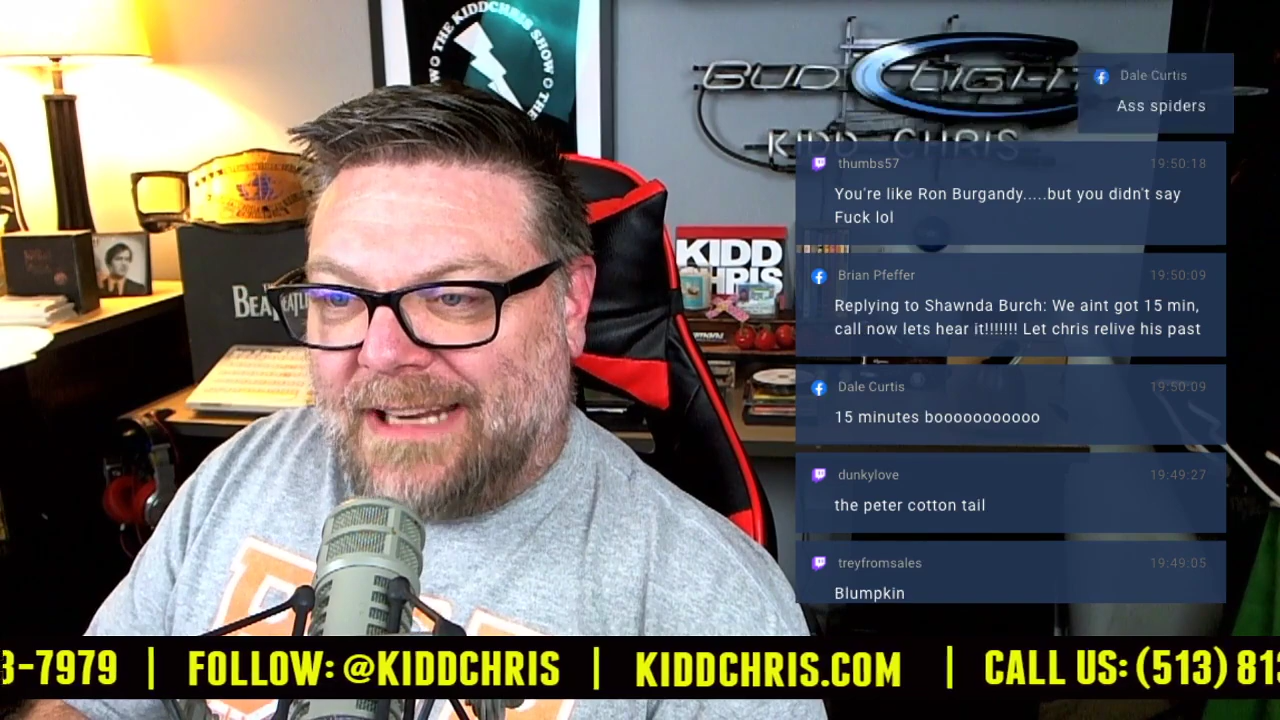 THE KIDDCHRIS SHOW
BUD LIGHT
KIDD CHRIS
KIDD
CHRIS
Dale Curtis
Ass spiders
thumbs57 19:50:18
You're like Ron Burgandy.....but you didn't say
Fuck lol
Brian Pfeffer 19:50:09
Replying to Shawnda Burch: We aint got 15 min,
call now lets hear it!!!!!!! Let chris relive his past
Dale Curtis 19:50:09
15 minutes booooooooooo
dunkylove 19:49:27
the peter cotton tail
treyfromsales 19:49:05
Blumpkin
3-7979 | FOLLOW: @KIDDCHRIS | KIDDCHRIS.COM | CALL US: (513) 813